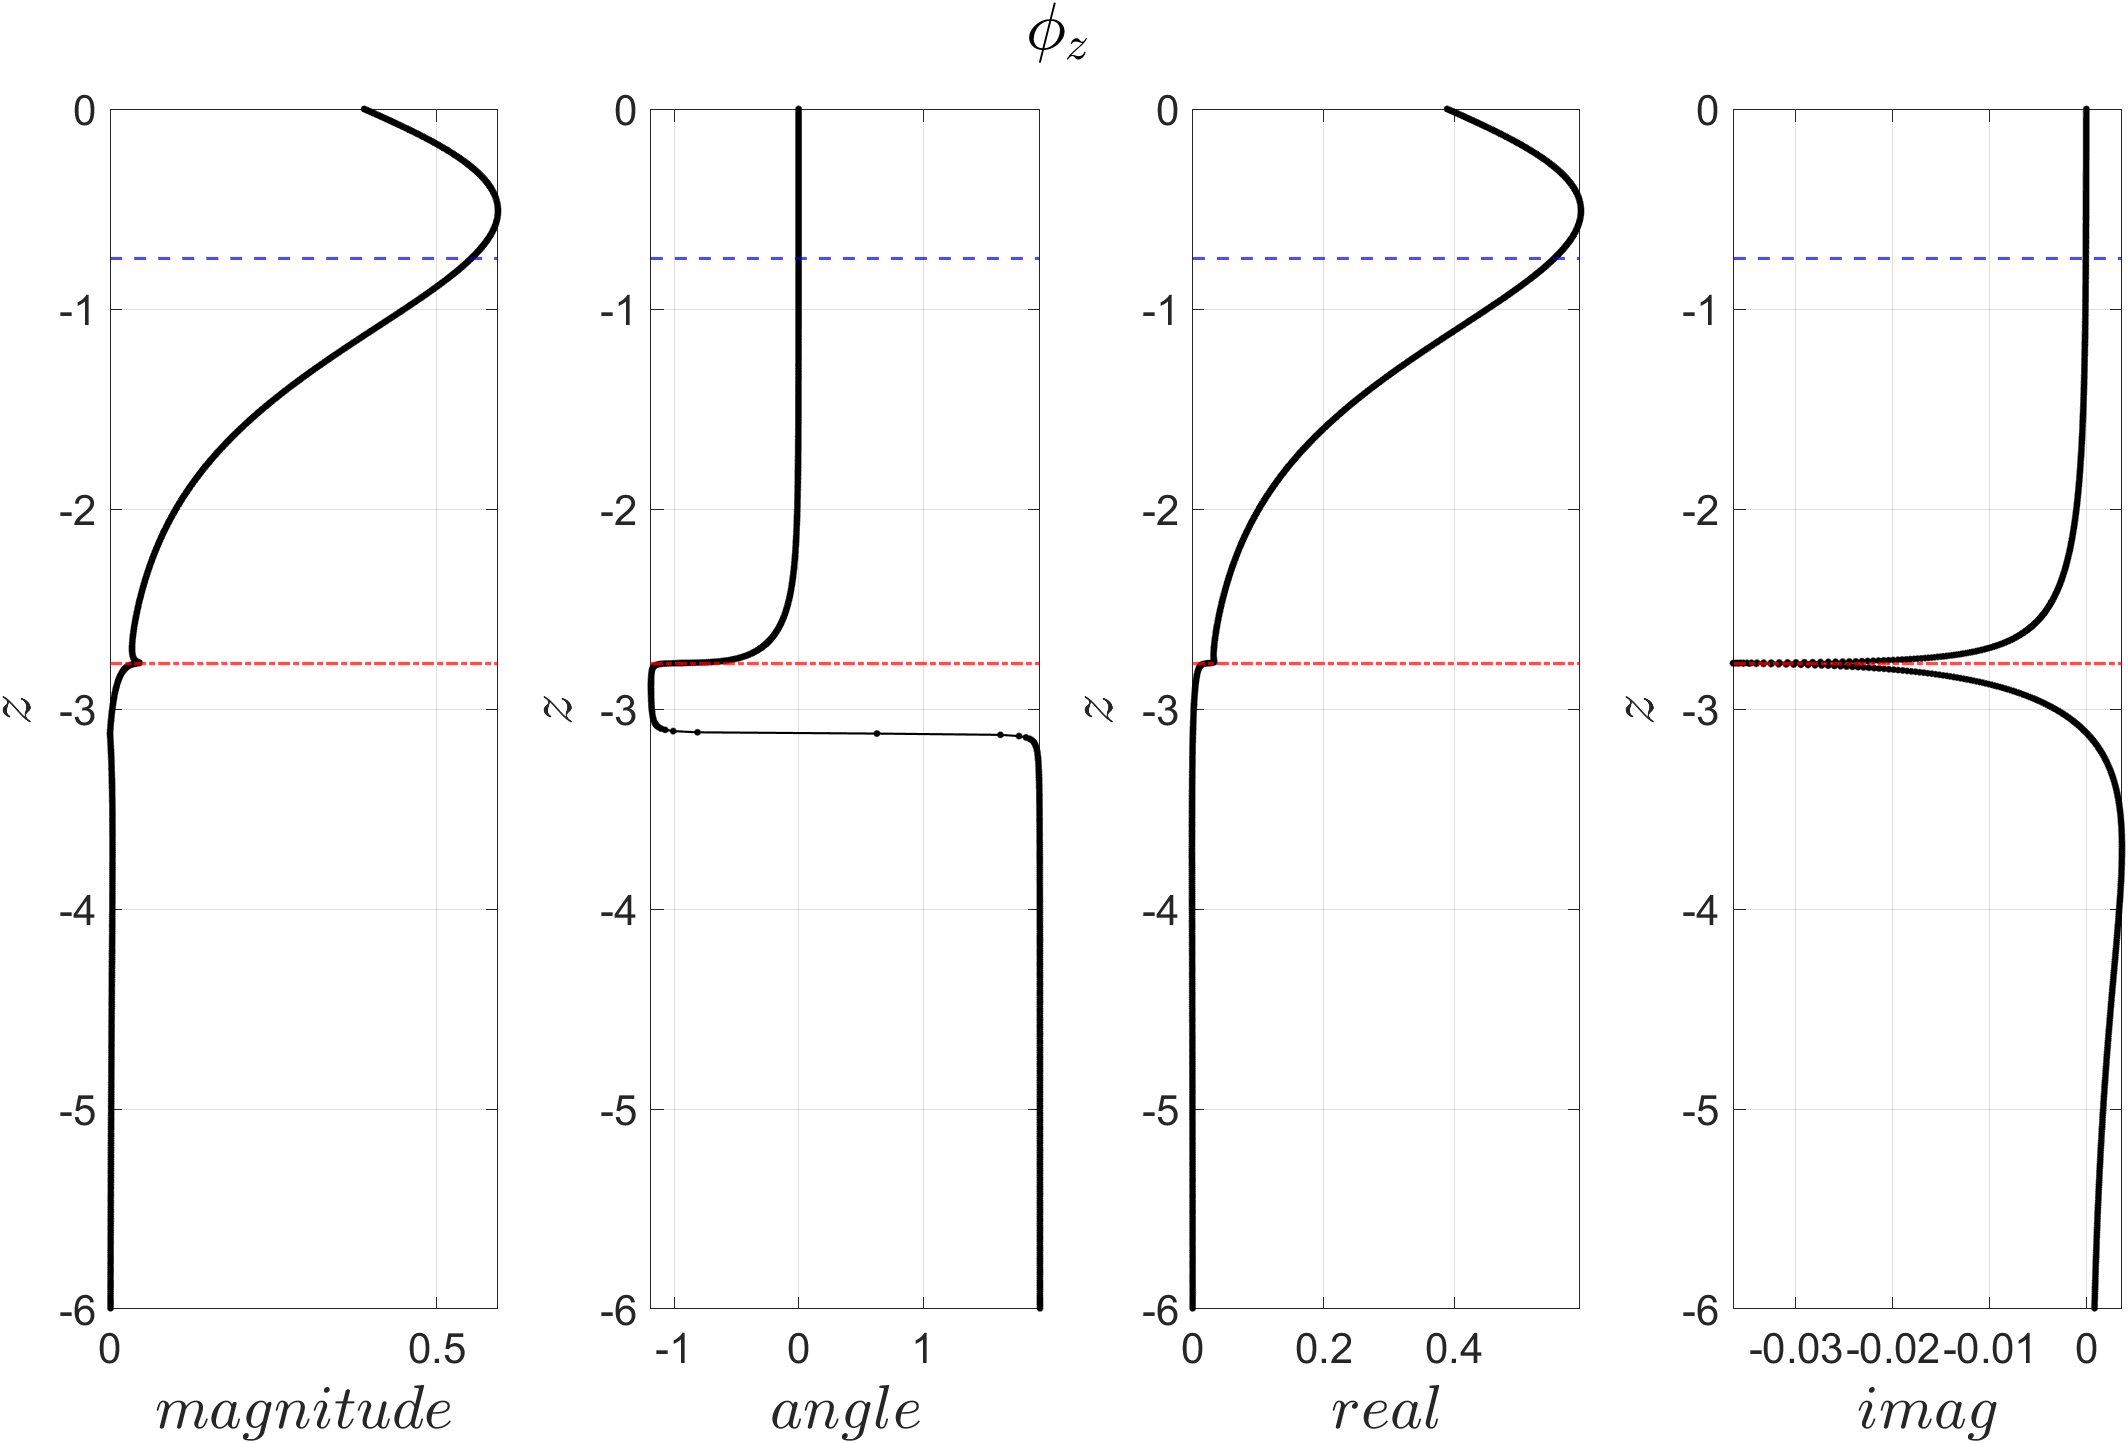 ϕz
0 0 0 0
-1 -1 -1 -1
-2 -2 -2 -2
z -3 z -3 z -3 z -3
-4 -4 -4 -4
-5 -5 -5 -5
-6 -6 -6 -6
0 0.5 -1 0 1 0 0.2 0.4 -0.03 -0.02 -0.01 0
magnitude angle real imag